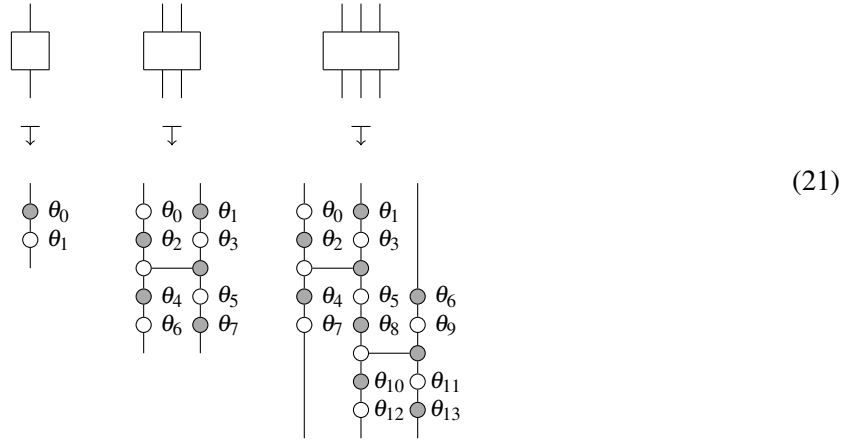 (21)
θ₀ θ₀ θ₁ θ₀ θ₁
θ₁ θ₂ θ₃ θ₂ θ₃
θ₄ θ₅ θ₄ θ₅ θ₆
θ₆ θ₇ θ₇ θ₈ θ₉
θ₁₀ θ₁₁
θ₁₂ θ₁₃